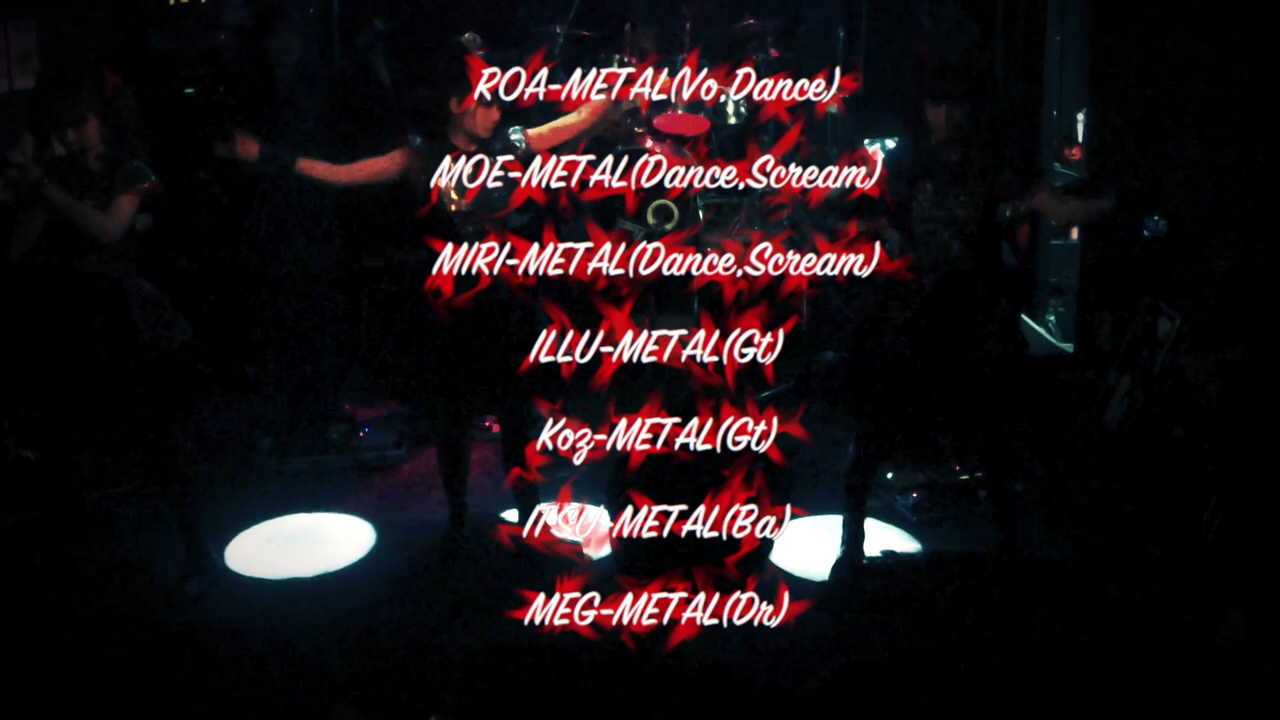 ROA-METAL(Vo,Dance)
MOE-METAL(Dance,Scream)
MIRI-METAL(Dance,Scream)
ILLU-METAL(Gt)
Koz-METAL(Gt)
ITSU-METAL(Ba)
MEG-METAL(Dr)